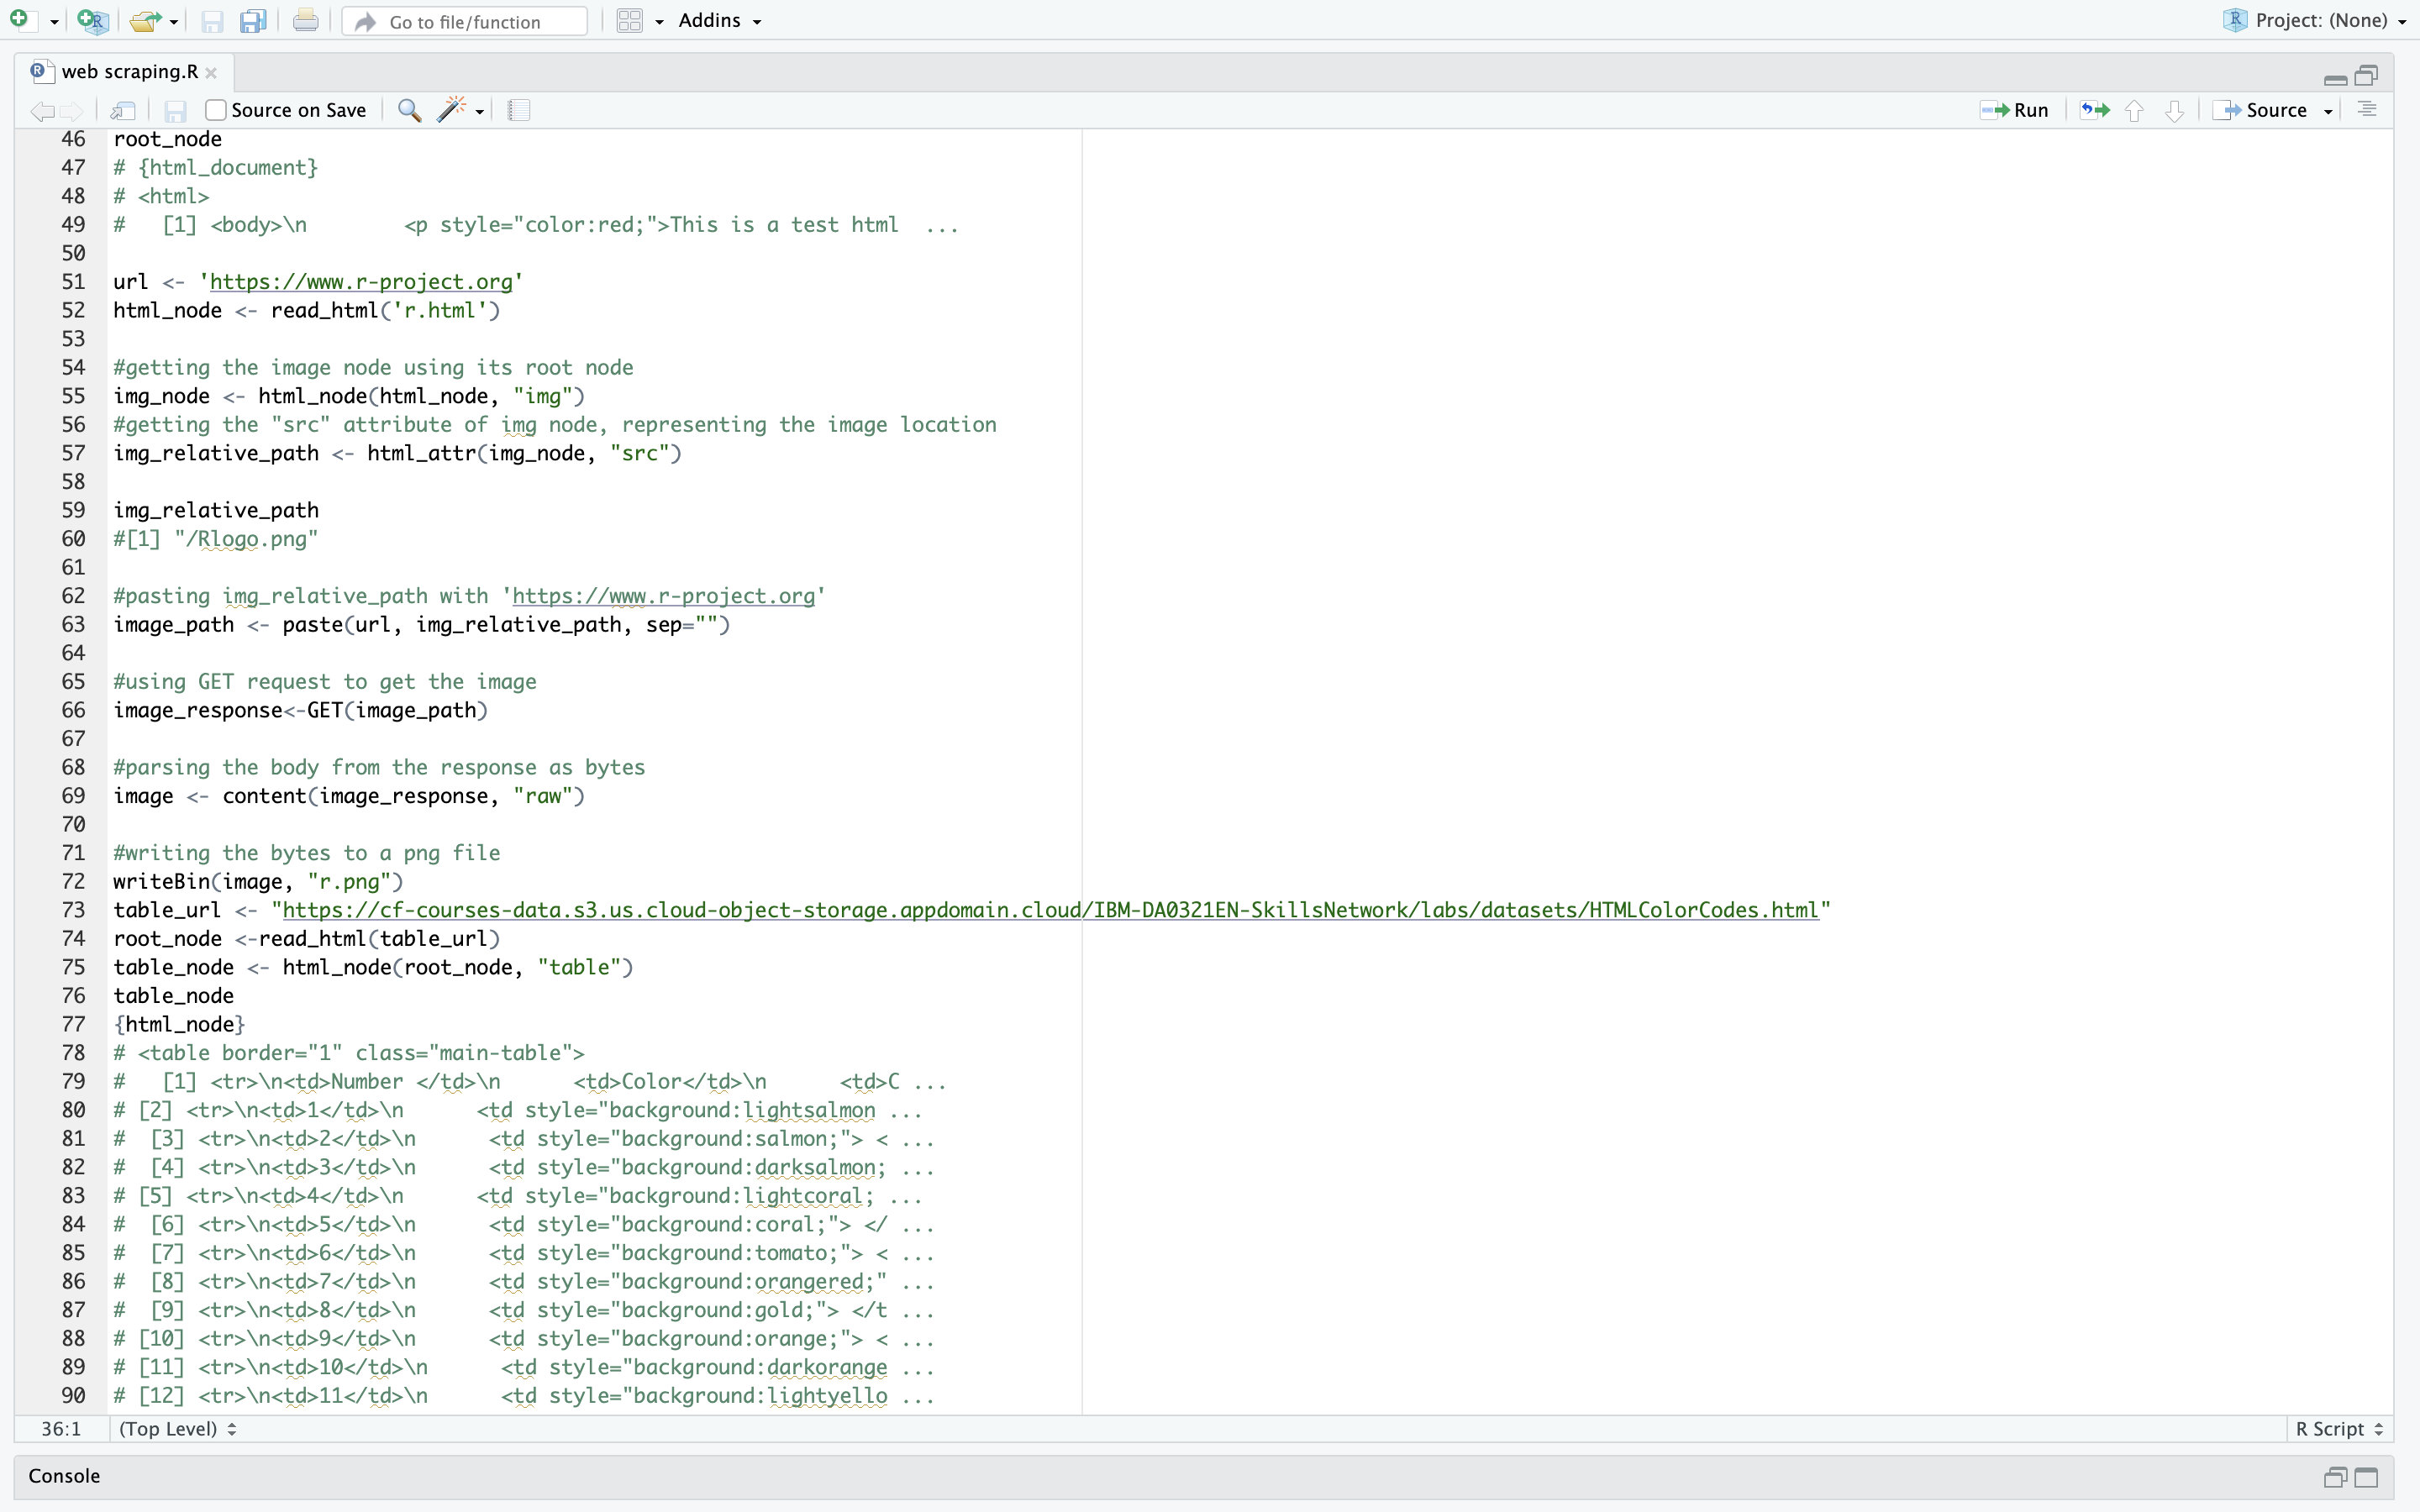 Go to file/function
Addins
Project: (None)
web scraping.R
Source on Save
Run
Source
46 root_node
47 # {html_document}
48 # <html>
49 #   [1] <body>\n        <p style="color:red;">This is a test html  ...
50
51 url <- 'https://www.r-project.org'
52 html_node <- read_html('r.html')
53
54 #getting the image node using its root node
55 img_node <- html_node(html_node, "img")
56 #getting the "src" attribute of img node, representing the image location
57 img_relative_path <- html_attr(img_node, "src")
58
59 img_relative_path
60 #[1] "/Rlogo.png"
61
62 #pasting img_relative_path with 'https://www.r-project.org'
63 image_path <- paste(url, img_relative_path, sep="")
64
65 #using GET request to get the image
66 image_response<-GET(image_path)
67
68 #parsing the body from the response as bytes
69 image <- content(image_response, "raw")
70
71 #writing the bytes to a png file
72 writeBin(image, "r.png")
73 table_url <- "https://cf-courses-data.s3.us.cloud-object-storage.appdomain.cloud/IBM-DA0321EN-SkillsNetwork/labs/datasets/HTMLColorCodes.html"
74 root_node <-read_html(table_url)
75 table_node <- html_node(root_node, "table")
76 table_node
77 {html_node}
78 # <table border="1" class="main-table">
79 #   [1] <tr>\n<td>Number </td>\n      <td>Color</td>\n      <td>C ...
80 # [2] <tr>\n<td>1</td>\n      <td style="background:lightsalmon ...
81 #  [3] <tr>\n<td>2</td>\n      <td style="background:salmon;"> < ...
82 #  [4] <tr>\n<td>3</td>\n      <td style="background:darksalmon; ...
83 # [5] <tr>\n<td>4</td>\n      <td style="background:lightcoral; ...
84 #  [6] <tr>\n<td>5</td>\n      <td style="background:coral;"> </ ...
85 #  [7] <tr>\n<td>6</td>\n      <td style="background:tomato;"> < ...
86 #  [8] <tr>\n<td>7</td>\n      <td style="background:orangered;" ...
87 #  [9] <tr>\n<td>8</td>\n      <td style="background:gold;"> </t ...
88 # [10] <tr>\n<td>9</td>\n      <td style="background:orange;"> < ...
89 # [11] <tr>\n<td>10</td>\n      <td style="background:darkorange ...
90 # [12] <tr>\n<td>11</td>\n      <td style="background:lightyello ...
36:1
(Top Level)
R Script
Console